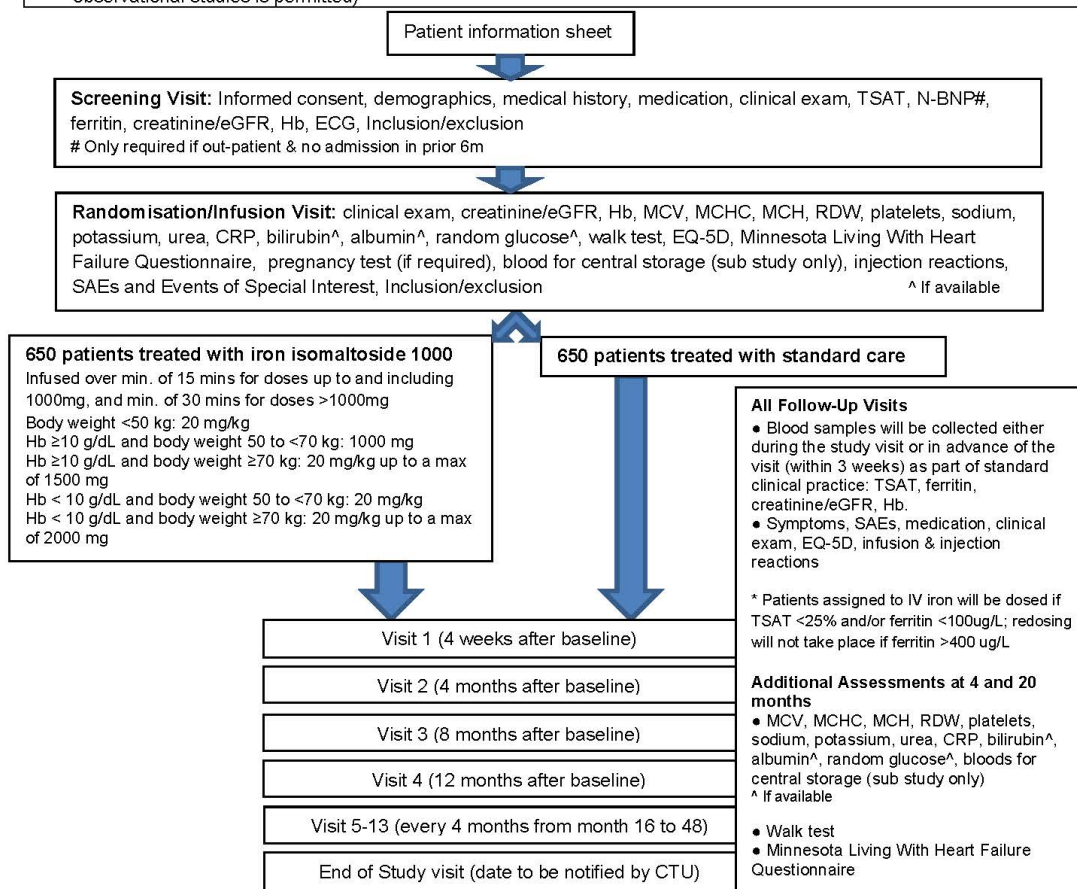 observational studies is permitted)
Patient information sheet
Screening Visit: Informed consent, demographics, medical history, medication, clinical exam, TSAT, N-BNP#,
ferritin, creatinine/eGFR, Hb, ECG, Inclusion/exclusion
# Only required if out-patient & no admission in prior 6m
Randomisation/Infusion Visit: clinical exam, creatinine/eGFR, Hb, MCV, MCHC, MCH, RDW, platelets, sodium,
potassium, urea, CRP, bilirubin^, albumin^, random glucose^, walk test, EQ-5D, Minnesota Living With Heart
Failure Questionnaire, pregnancy test (if required), blood for central storage (sub study only), injection reactions,
SAEs and Events of Special Interest, Inclusion/exclusion ^ If available
650 patients treated with iron isomaltoside 1000
Infused over min. of 15 mins for doses up to and including
1000mg, and min. of 30 mins for doses >1000mg
Body weight <50 kg: 20 mg/kg
Hb ≥10 g/dL and body weight 50 to <70 kg: 1000 mg
Hb ≥10 g/dL and body weight ≥70 kg: 20 mg/kg up to a max
of 1500 mg
Hb < 10 g/dL and body weight 50 to <70 kg: 20 mg/kg
Hb < 10 g/dL and body weight ≥70 kg: 20 mg/kg up to a max
of 2000 mg
650 patients treated with standard care
All Follow-Up Visits
● Blood samples will be collected either
during the study visit or in advance of the
visit (within 3 weeks) as part of standard
clinical practice: TSAT, ferritin,
creatinine/eGFR, Hb.
● Symptoms, SAEs, medication, clinical
exam, EQ-5D, infusion & injection
reactions
* Patients assigned to IV iron will be dosed if
TSAT <25% and/or ferritin <100ug/L; redosing
will not take place if ferritin >400 ug/L
Additional Assessments at 4 and 20
months
● MCV, MCHC, MCH, RDW, platelets,
sodium, potassium, urea, CRP, bilirubin^,
albumin^, random glucose^, bloods for
central storage (sub study only)
^ If available
● Walk test
● Minnesota Living With Heart Failure
Questionnaire
Visit 1 (4 weeks after baseline)
Visit 2 (4 months after baseline)
Visit 3 (8 months after baseline)
Visit 4 (12 months after baseline)
Visit 5-13 (every 4 months from month 16 to 48)
End of Study visit (date to be notified by CTU)